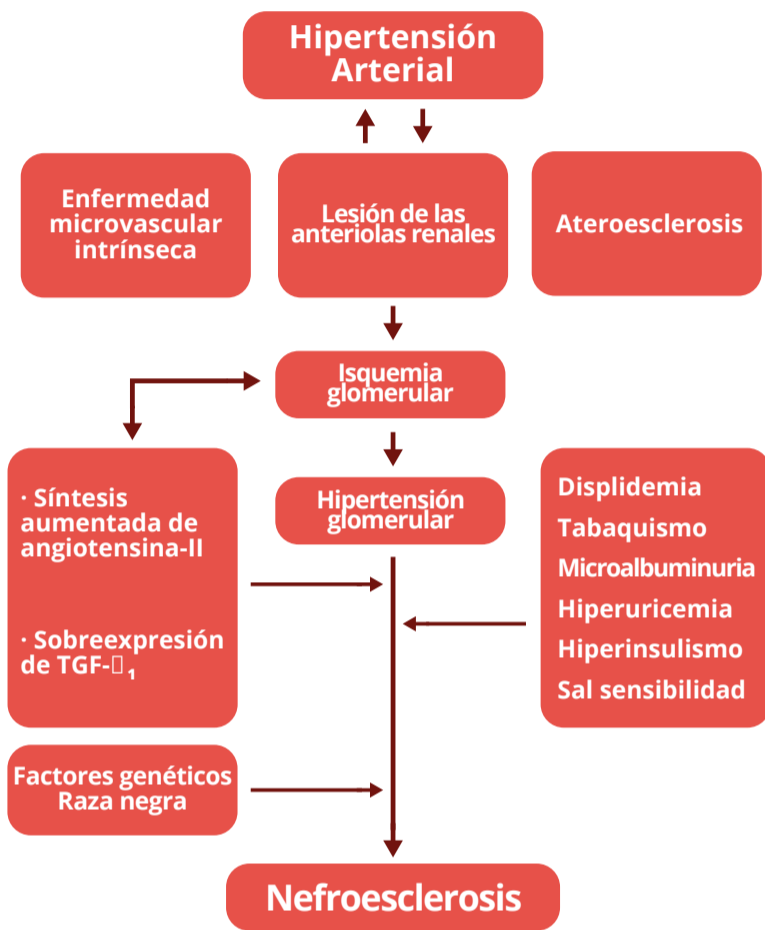 Hipertensión
Arterial
Enfermedad
microvascular
intrínseca
Lesión de las
anteriolas renales
Ateroesclerosis
Isquemia
glomerular
· Síntesis
aumentada de
angiotensina-II
· Sobreexpresión
de TGF-▯₁
Hipertensión
glomerular
Displidemia
Tabaquismo
Microalbuminuria
Hiperuricemia
Hiperinsulismo
Sal sensibilidad
Factores genéticos
Raza negra
Nefroesclerosis